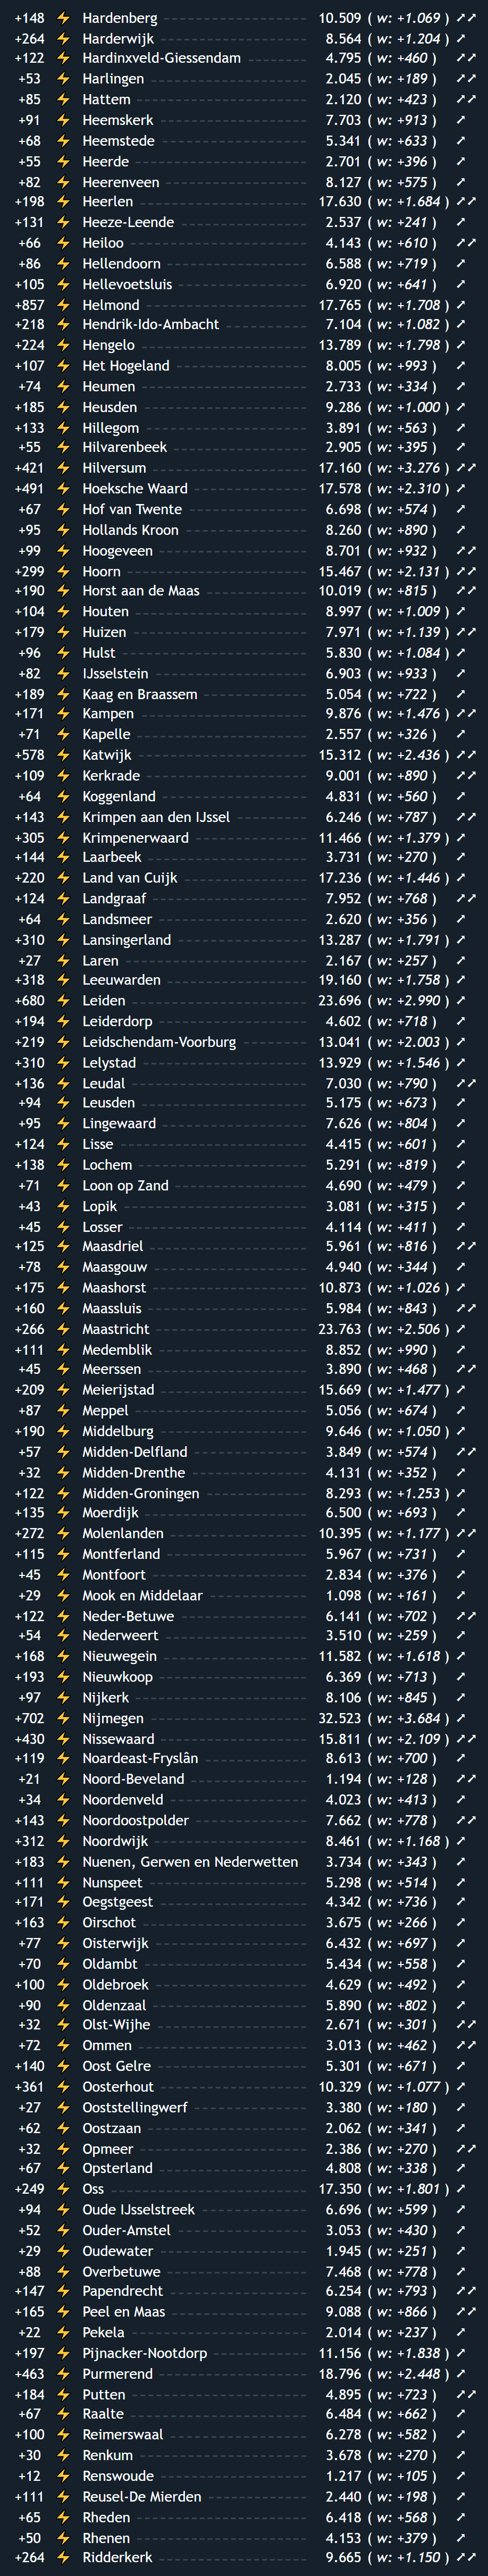 +148 ⚡ Hardenberg 10.509 ( w: +1.069 ) ↗↗
+264 ⚡ Harderwijk 8.564 ( w: +1.204 ) ↗
+122 ⚡ Hardinxveld-Giessendam 4.795 ( w: +460 ) ↗↗
+53 ⚡ Harlingen 2.045 ( w: +189 ) ↗↗
+85 ⚡ Hattem 2.120 ( w: +423 ) ↗↗
+91 ⚡ Heemskerk 7.703 ( w: +913 ) ↗
+68 ⚡ Heemstede 5.341 ( w: +633 ) ↗
+55 ⚡ Heerde 2.701 ( w: +396 ) ↗
+82 ⚡ Heerenveen 8.127 ( w: +575 ) ↗
+198 ⚡ Heerlen 17.630 ( w: +1.684 ) ↗↗
+131 ⚡ Heeze-Leende 2.537 ( w: +241 ) ↗
+66 ⚡ Heiloo 4.143 ( w: +610 ) ↗↗
+86 ⚡ Hellendoorn 6.588 ( w: +719 ) ↗
+105 ⚡ Hellevoetsluis 6.920 ( w: +641 ) ↗
+857 ⚡ Helmond 17.765 ( w: +1.708 ) ↗
+218 ⚡ Hendrik-Ido-Ambacht 7.104 ( w: +1.082 ) ↗
+224 ⚡ Hengelo 13.789 ( w: +1.798 ) ↗
+107 ⚡ Het Hogeland 8.005 ( w: +993 ) ↗
+74 ⚡ Heumen 2.733 ( w: +334 ) ↗
+185 ⚡ Heusden 9.286 ( w: +1.000 ) ↗
+133 ⚡ Hillegom 3.891 ( w: +563 ) ↗
+55 ⚡ Hilvarenbeek 2.905 ( w: +395 ) ↗
+421 ⚡ Hilversum 17.160 ( w: +3.276 ) ↗↗
+491 ⚡ Hoeksche Waard 17.578 ( w: +2.310 ) ↗
+67 ⚡ Hof van Twente 6.698 ( w: +574 ) ↗
+95 ⚡ Hollands Kroon 8.260 ( w: +890 ) ↗
+99 ⚡ Hoogeveen 8.701 ( w: +932 ) ↗↗
+299 ⚡ Hoorn 15.467 ( w: +2.131 ) ↗↗
+190 ⚡ Horst aan de Maas 10.019 ( w: +815 ) ↗↗
+104 ⚡ Houten 8.997 ( w: +1.009 ) ↗
+179 ⚡ Huizen 7.971 ( w: +1.139 ) ↗↗
+96 ⚡ Hulst 5.830 ( w: +1.084 ) ↗
+82 ⚡ IJsselstein 6.903 ( w: +933 ) ↗
+189 ⚡ Kaag en Braassem 5.054 ( w: +722 ) ↗
+171 ⚡ Kampen 9.876 ( w: +1.476 ) ↗↗
+71 ⚡ Kapelle 2.557 ( w: +326 ) ↗
+578 ⚡ Katwijk 15.312 ( w: +2.436 ) ↗↗
+109 ⚡ Kerkrade 9.001 ( w: +890 ) ↗↗
+64 ⚡ Koggenland 4.831 ( w: +560 ) ↗
+143 ⚡ Krimpen aan den IJssel 6.246 ( w: +787 ) ↗↗
+305 ⚡ Krimpenerwaard 11.466 ( w: +1.379 ) ↗
+144 ⚡ Laarbeek 3.731 ( w: +270 ) ↗
+220 ⚡ Land van Cuijk 17.236 ( w: +1.446 ) ↗
+124 ⚡ Landgraaf 7.952 ( w: +768 ) ↗↗
+64 ⚡ Landsmeer 2.620 ( w: +356 ) ↗
+310 ⚡ Lansingerland 13.287 ( w: +1.791 ) ↗
+27 ⚡ Laren 2.167 ( w: +257 ) ↗
+318 ⚡ Leeuwarden 19.160 ( w: +1.758 ) ↗
+680 ⚡ Leiden 23.696 ( w: +2.990 ) ↗
+194 ⚡ Leiderdorp 4.602 ( w: +718 ) ↗
+219 ⚡ Leidschendam-Voorburg 13.041 ( w: +2.003 ) ↗
+310 ⚡ Lelystad 13.929 ( w: +1.546 ) ↗
+136 ⚡ Leudal 7.030 ( w: +790 ) ↗↗
+94 ⚡ Leusden 5.175 ( w: +673 ) ↗
+95 ⚡ Lingewaard 7.626 ( w: +804 ) ↗
+124 ⚡ Lisse 4.415 ( w: +601 ) ↗
+138 ⚡ Lochem 5.291 ( w: +819 ) ↗
+71 ⚡ Loon op Zand 4.690 ( w: +479 ) ↗
+43 ⚡ Lopik 3.081 ( w: +315 ) ↗
+45 ⚡ Losser 4.114 ( w: +411 ) ↗
+125 ⚡ Maasdriel 5.961 ( w: +816 ) ↗↗
+78 ⚡ Maasgouw 4.940 ( w: +344 ) ↗
+175 ⚡ Maashorst 10.873 ( w: +1.026 ) ↗
+160 ⚡ Maassluis 5.984 ( w: +843 ) ↗↗
+266 ⚡ Maastricht 23.763 ( w: +2.506 ) ↗
+111 ⚡ Medemblik 8.852 ( w: +990 ) ↗
+45 ⚡ Meerssen 3.890 ( w: +468 ) ↗↗
+209 ⚡ Meierijstad 15.669 ( w: +1.477 ) ↗
+87 ⚡ Meppel 5.056 ( w: +674 ) ↗
+190 ⚡ Middelburg 9.646 ( w: +1.050 ) ↗
+57 ⚡ Midden-Delfland 3.849 ( w: +574 ) ↗↗
+32 ⚡ Midden-Drenthe 4.131 ( w: +352 ) ↗
+122 ⚡ Midden-Groningen 8.293 ( w: +1.253 ) ↗
+135 ⚡ Moerdijk 6.500 ( w: +693 ) ↗
+272 ⚡ Molenlanden 10.395 ( w: +1.177 ) ↗↗
+115 ⚡ Montferland 5.967 ( w: +731 ) ↗
+45 ⚡ Montfoort 2.834 ( w: +376 ) ↗
+29 ⚡ Mook en Middelaar 1.098 ( w: +161 ) ↗
+122 ⚡ Neder-Betuwe 6.141 ( w: +702 ) ↗↗
+54 ⚡ Nederweert 3.510 ( w: +259 ) ↗
+168 ⚡ Nieuwegein 11.582 ( w: +1.618 ) ↗
+193 ⚡ Nieuwkoop 6.369 ( w: +713 ) ↗
+97 ⚡ Nijkerk 8.106 ( w: +845 ) ↗
+702 ⚡ Nijmegen 32.523 ( w: +3.684 ) ↗
+430 ⚡ Nissewaard 15.811 ( w: +2.109 ) ↗↗
+119 ⚡ Noardeast-Fryslân 8.613 ( w: +700 ) ↗
+21 ⚡ Noord-Beveland 1.194 ( w: +128 ) ↗↗
+34 ⚡ Noordenveld 4.023 ( w: +413 ) ↗
+143 ⚡ Noordoostpolder 7.662 ( w: +778 ) ↗↗
+312 ⚡ Noordwijk 8.461 ( w: +1.168 ) ↗
+183 ⚡ Nuenen, Gerwen en Nederwetten 3.734 ( w: +343 ) ↗
+111 ⚡ Nunspeet 5.298 ( w: +514 ) ↗
+171 ⚡ Oegstgeest 4.342 ( w: +736 ) ↗
+163 ⚡ Oirschot 3.675 ( w: +266 ) ↗
+77 ⚡ Oisterwijk 6.432 ( w: +697 ) ↗
+70 ⚡ Oldambt 5.434 ( w: +558 ) ↗
+100 ⚡ Oldebroek 4.629 ( w: +492 ) ↗
+90 ⚡ Oldenzaal 5.890 ( w: +802 ) ↗
+32 ⚡ Olst-Wijhe 2.671 ( w: +301 ) ↗↗
+72 ⚡ Ommen 3.013 ( w: +462 ) ↗↗
+140 ⚡ Oost Gelre 5.301 ( w: +671 ) ↗
+361 ⚡ Oosterhout 10.329 ( w: +1.077 ) ↗
+27 ⚡ Ooststellingwerf 3.380 ( w: +180 ) ↗
+62 ⚡ Oostzaan 2.062 ( w: +341 ) ↗
+32 ⚡ Opmeer 2.386 ( w: +270 ) ↗↗
+67 ⚡ Opsterland 4.808 ( w: +338 ) ↗
+249 ⚡ Oss 17.350 ( w: +1.801 ) ↗
+94 ⚡ Oude IJsselstreek 6.696 ( w: +599 ) ↗
+52 ⚡ Ouder-Amstel 3.053 ( w: +430 ) ↗
+29 ⚡ Oudewater 1.945 ( w: +251 ) ↗
+88 ⚡ Overbetuwe 7.468 ( w: +778 ) ↗
+147 ⚡ Papendrecht 6.254 ( w: +793 ) ↗↗
+165 ⚡ Peel en Maas 9.088 ( w: +866 ) ↗↗
+22 ⚡ Pekela 2.014 ( w: +237 ) ↗
+197 ⚡ Pijnacker-Nootdorp 11.156 ( w: +1.838 ) ↗
+463 ⚡ Purmerend 18.796 ( w: +2.448 ) ↗
+184 ⚡ Putten 4.895 ( w: +723 ) ↗↗
+67 ⚡ Raalte 6.484 ( w: +662 ) ↗
+100 ⚡ Reimerswaal 6.278 ( w: +582 ) ↗
+30 ⚡ Renkum 3.678 ( w: +270 ) ↗
+12 ⚡ Renswoude 1.217 ( w: +105 ) ↗
+111 ⚡ Reusel-De Mierden 2.440 ( w: +198 ) ↗
+65 ⚡ Rheden 6.418 ( w: +568 ) ↗
+50 ⚡ Rhenen 4.153 ( w: +379 ) ↗
+264 ⚡ Ridderkerk 9.665 ( w: +1.150 ) ↗↗